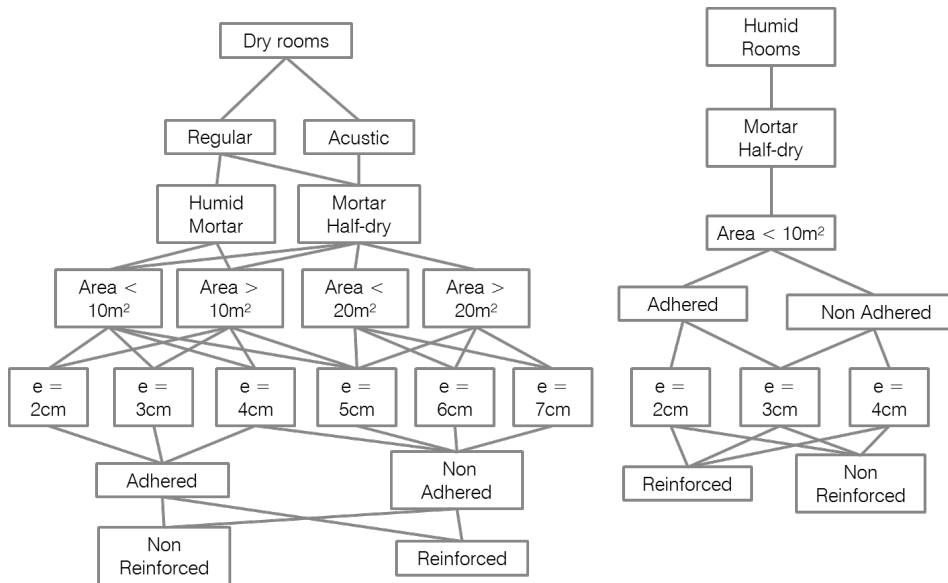 Dry rooms
Regular
Acustic
Humid
Mortar
Mortar
Half-dry
Area <
10m²
Area >
10m²
Area <
20m²
Area >
20m²
e =
2cm
e =
3cm
e =
4cm
e =
5cm
e =
6cm
e =
7cm
Adhered
Non
Adhered
Non
Reinforced
Reinforced
Humid
Rooms
Mortar
Half-dry
Area < 10m²
Adhered
Non Adhered
e =
2cm
e =
3cm
e =
4cm
Reinforced
Non
Reinforced